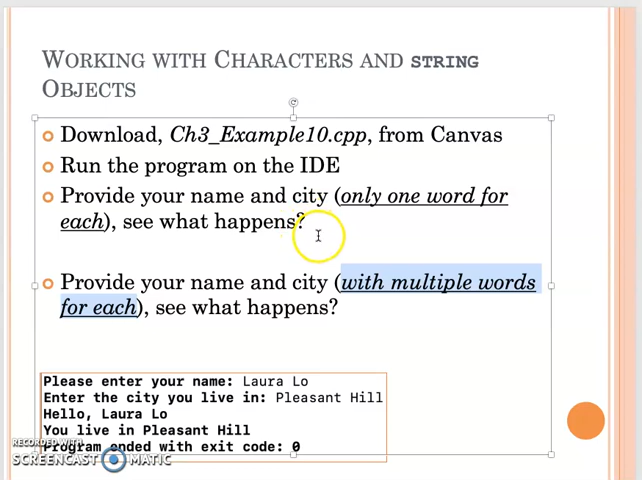 WORKING WITH CHARACTERS AND STRING
OBJECTS
Download, Ch3_Example10.cpp, from Canvas
Run the program on the IDE
Provide your name and city (only one word for
each), see what happens?
Provide your name and city (with multiple words
for each), see what happens?
Please enter your name: Laura Lo
Enter the city you live in: Pleasant Hill
Hello, Laura Lo
You live in Pleasant Hill
Program ended with exit code: 0
RECORDED WITH
SCREENCAST MATIC